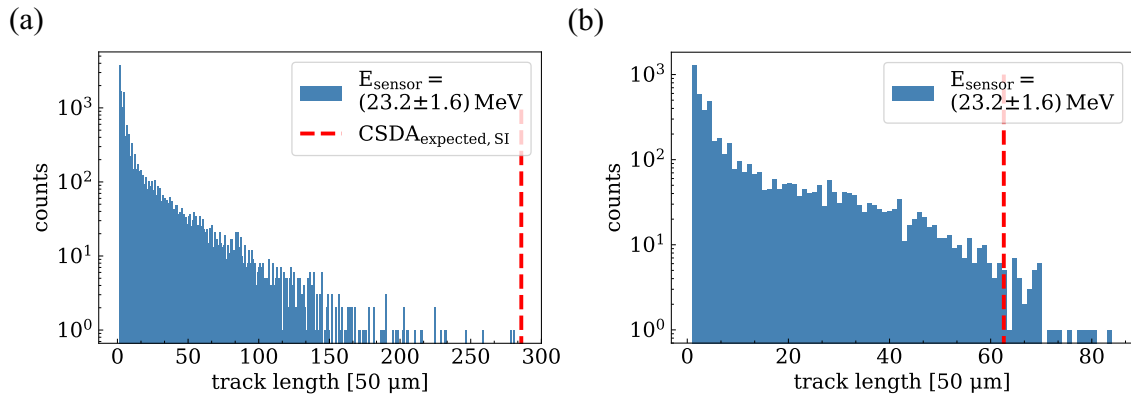 (a)
10³
10²
10¹
10⁰
counts
E_sensor =
(23.2±1.6) MeV
CSDA_expected, SI
0 50 100 150 200 250 300
track length [50 μm]
(b)
10³
10²
10¹
10⁰
counts
E_sensor =
(23.2±1.6) MeV
0 20 40 60 80
track length [50 μm]